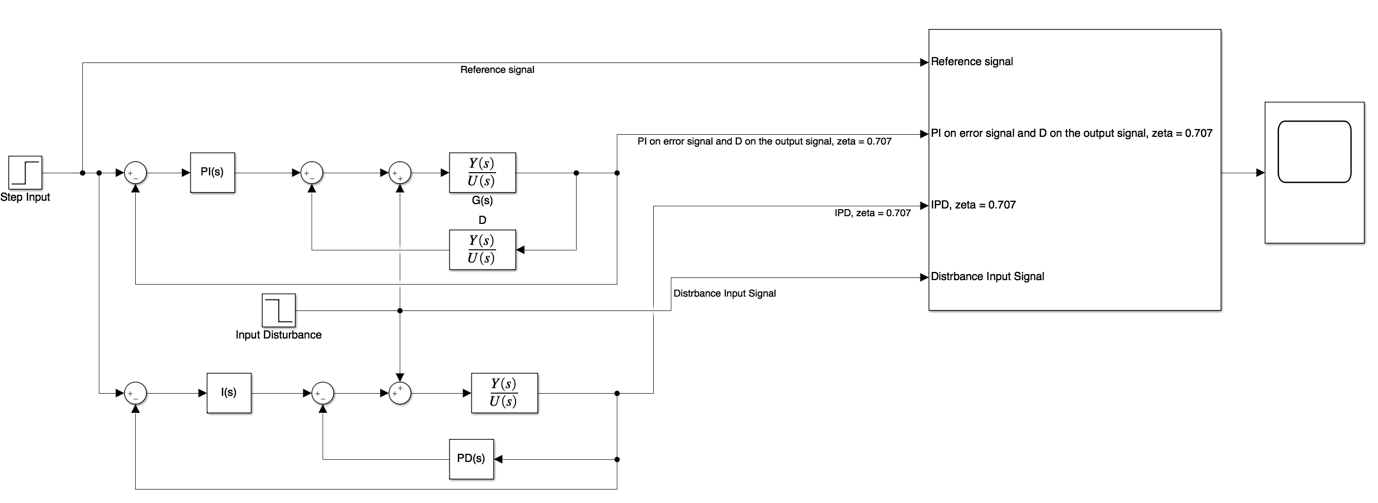 Reference signal
Reference signal
PI on error signal and D on the output signal, zeta = 0.707
PI on error signal and D on the output signal, zeta = 0.707
Step Input
+
−
PI(s)
+
−
+
+
Y(s)
U(s)
G(s)
D
Y(s)
U(s)
IPD, zeta = 0.707
IPD, zeta = 0.707
Distrbance Input Signal
Distrbance Input Signal
Input Disturbance
+
−
I(s)
+
−
+
+
Y(s)
U(s)
PD(s)